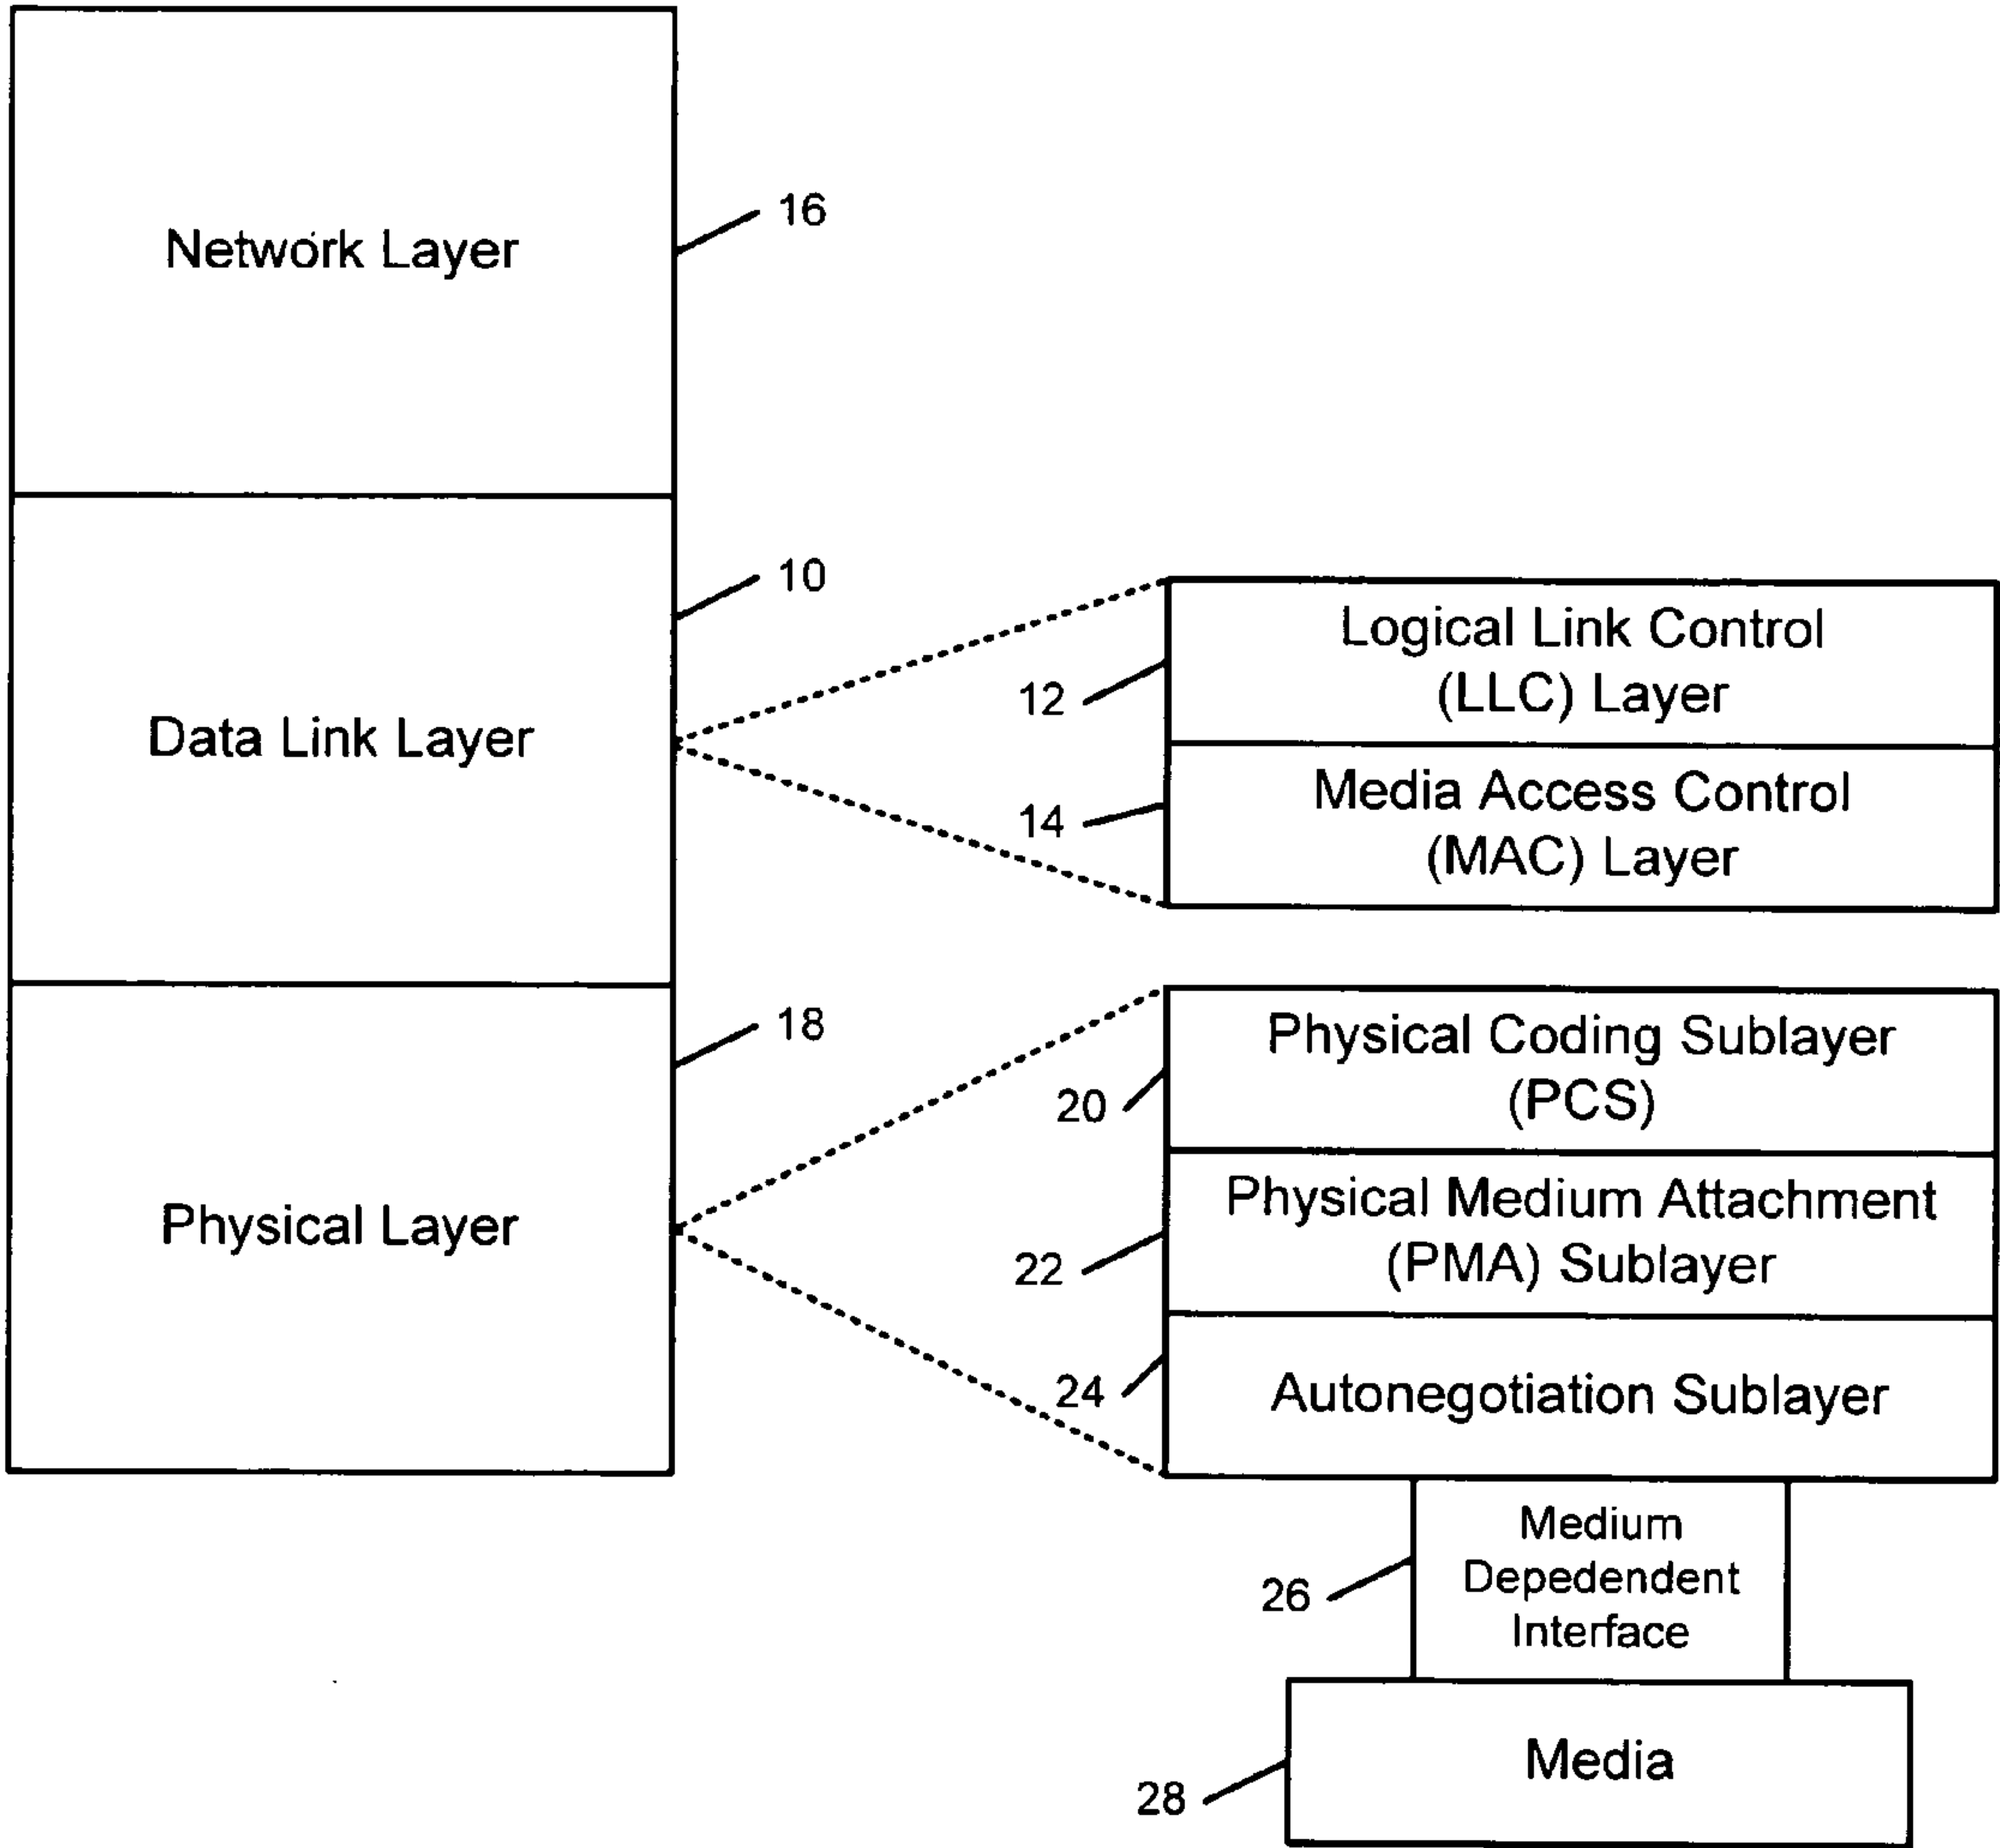 Network Layer
16
Data Link Layer
10
Logical Link Control
(LLC) Layer
12
Media Access Control
(MAC) Layer
14
Physical Layer
18
Physical Coding Sublayer
(PCS)
20
Physical Medium Attachment
(PMA) Sublayer
22
Autonegotiation Sublayer
24
Medium
Depedendent
Interface
26
Media
28